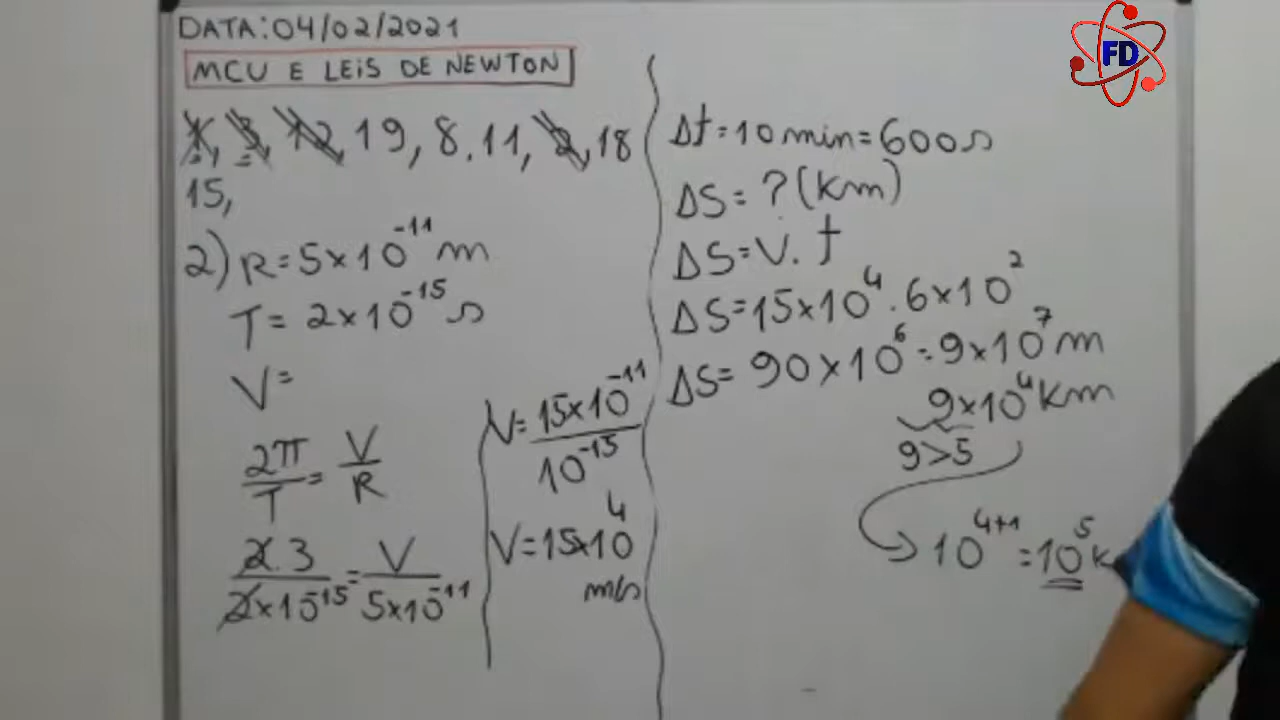 DATA: 04/02/2021
MCU E LEIS DE NEWTON
1, 3, 12, 19, 8, 11, 2, 18
15,
2) R = 5×10⁻¹¹ m
T = 2×10⁻¹⁵ s
V =
2π/T = V/R
2.3/2×10⁻¹⁵ = V/5×10⁻¹¹
V = 15×10⁻¹¹/10⁻¹⁵
V = 15×10⁴
m/s
Δt = 10 min = 600 s
ΔS = ? (km)
ΔS = V. t
ΔS = 15×10⁴ . 6×10²
ΔS = 90×10⁶ = 9×10⁷ m
9×10⁴ km
9>5
10⁴⁺¹ = 10⁵ k
FD